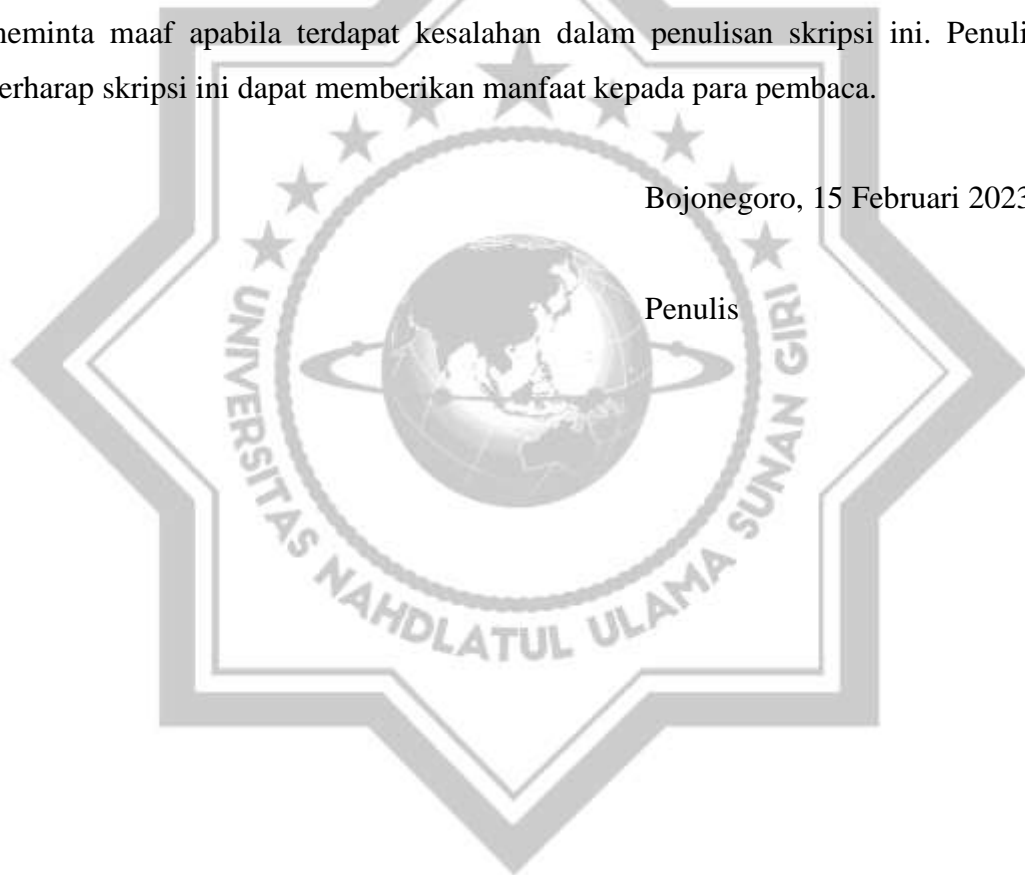 meminta maaf apabila terdapat kesalahan dalam penulisan skripsi ini. Penulis
berharap skripsi ini dapat memberikan manfaat kepada para pembaca.
Bojonegoro, 15 Februari 2023
Penulis
UNIVERSITAS NAHDLATUL ULAMA SUNAN GIRI